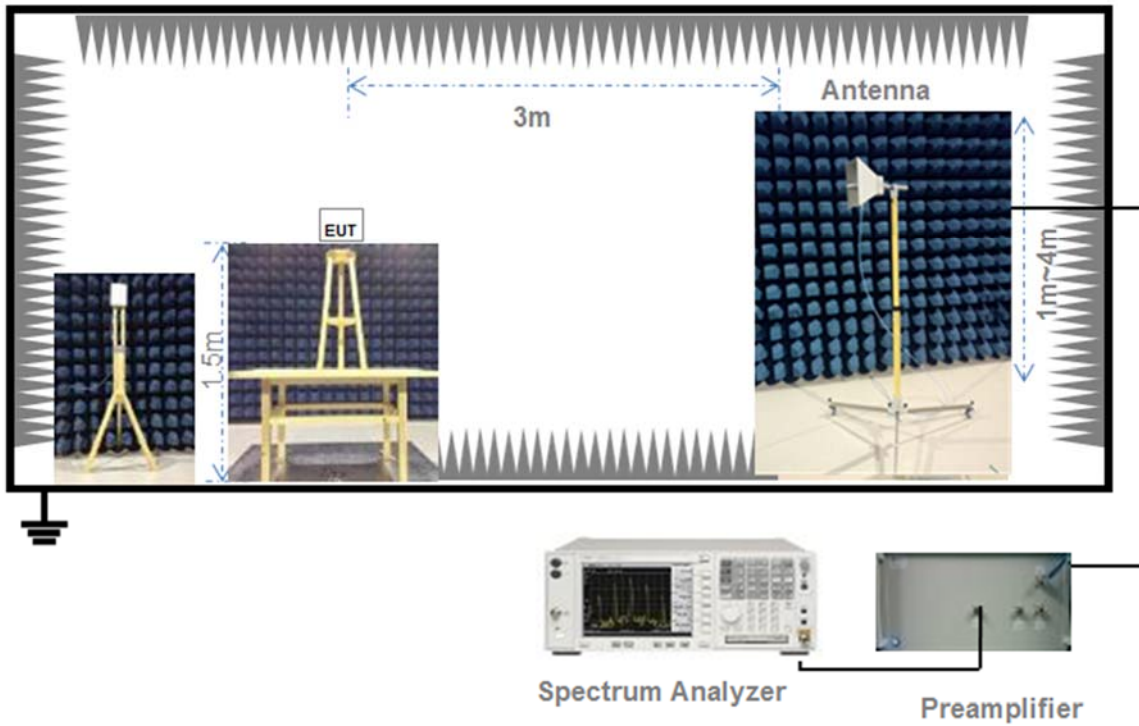 Antenna
3m
EUT
1.5m
1m~4m
Spectrum Analyzer
Preamplifier